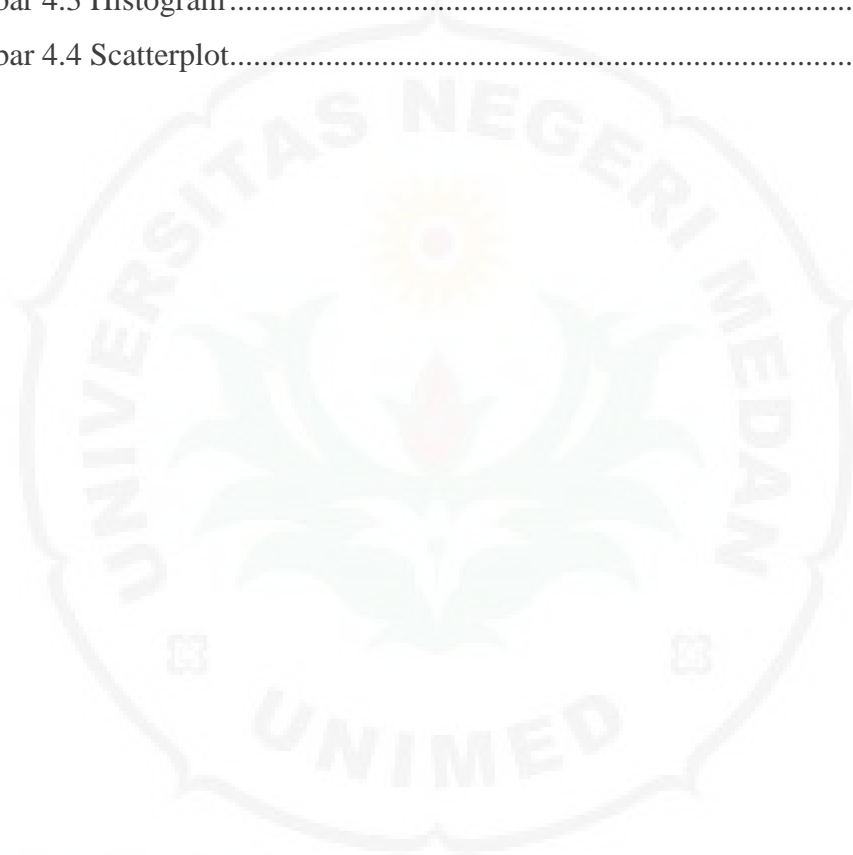 bar 4.3 Histogram
bar 4.4 Scatterplot
UNIVERSITAS NEGERI MEDAN
UNIMED